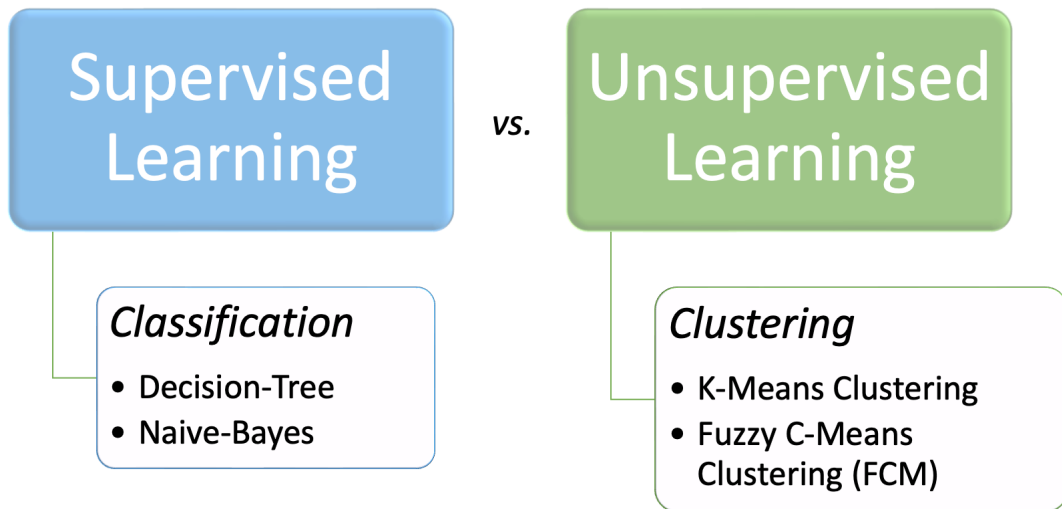 Supervised
Learning
vs.
Unsupervised
Learning
Classification
• Decision-Tree
• Naive-Bayes
Clustering
• K-Means Clustering
• Fuzzy C-Means
Clustering (FCM)